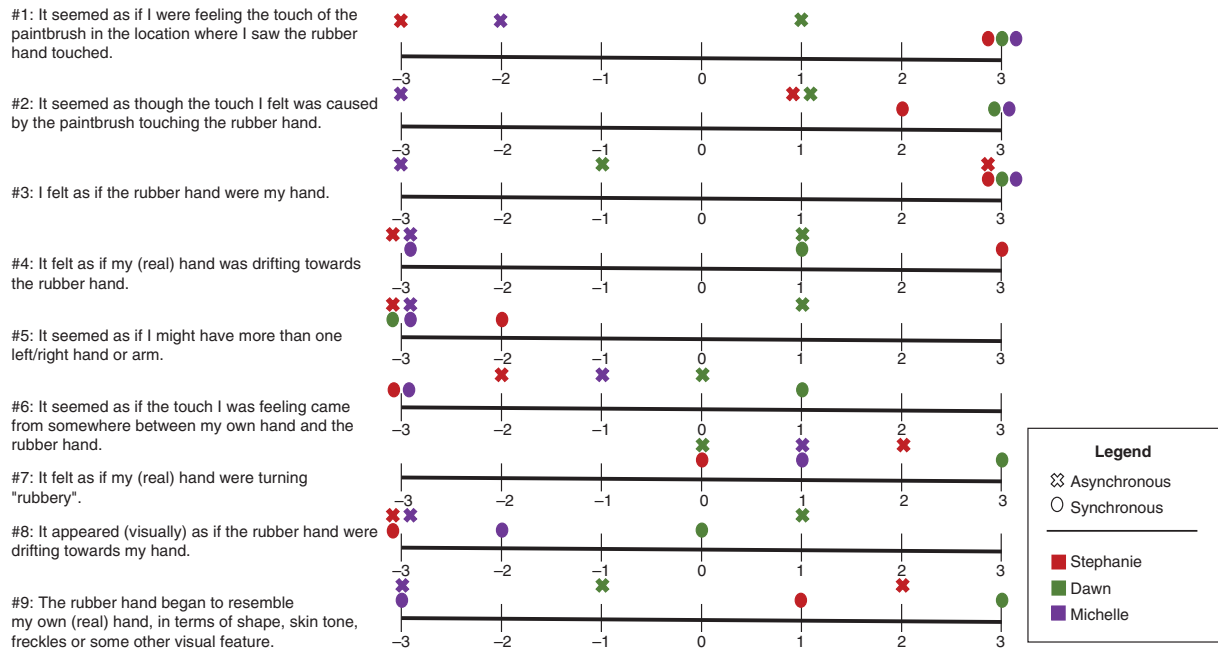 #1: It seemed as if I were feeling the touch of the
paintbrush in the location where I saw the rubber
hand touched.
−3 −2 −1 0 1 2 3
#2: It seemed as though the touch I felt was caused
by the paintbrush touching the rubber hand.
−3 −2 −1 0 1 2 3
#3: I felt as if the rubber hand were my hand.
−3 −2 −1 0 1 2 3
#4: It felt as if my (real) hand was drifting towards
the rubber hand.
−3 −2 −1 0 1 2 3
#5: It seemed as if I might have more than one
left/right hand or arm.
−3 −2 −1 0 1 2 3
#6: It seemed as if the touch I was feeling came
from somewhere between my own hand and the
rubber hand.
−3 −2 −1 0 1 2 3
#7: It felt as if my (real) hand were turning
"rubbery".
−3 −2 −1 0 1 2 3
#8: It appeared (visually) as if the rubber hand were
drifting towards my hand.
−3 −2 −1 0 1 2 3
#9: The rubber hand began to resemble
my own (real) hand, in terms of shape, skin tone,
freckles or some other visual feature.
−3 −2 −1 0 1 2 3
Legend
Asynchronous
Synchronous
Stephanie
Dawn
Michelle